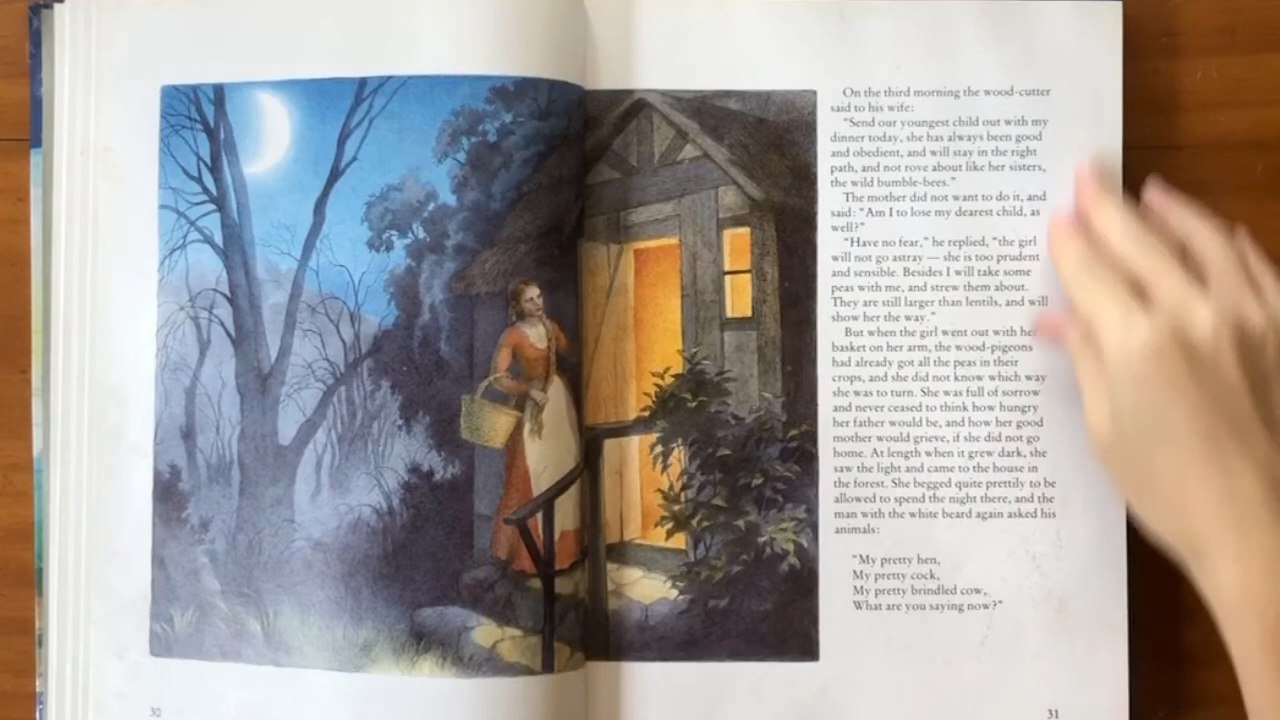 On the third morning the wood-cutter
said to his wife:
"Send our youngest child out with my
dinner today, she has always been good
and obedient, and will stay in the right
path, and not rove about like her sisters,
the wild bumble-bees."
The mother did not want to do it, and
said: "Am I to lose my dearest child, as
well?"
"Have no fear," he replied, "the girl
will not go astray — she is too prudent
and sensible. Besides I will take some
peas with me, and strew them about.
They are still larger than lentils, and will
show her the way."
But when the girl went out with her
basket on her arm, the wood-pigeons
had already got all the peas in their
crops, and she did not know which way
she was to turn. She was full of sorrow
and never ceased to think how hungry
her father would be, and how her good
mother would grieve, if she did not go
home. At length when it grew dark, she
saw the light and came to the house in
the forest. She begged quite prettily to be
allowed to spend the night there, and the
man with the white beard again asked his
animals:
"My pretty hen,
My pretty cock,
My pretty brindled cow,
What are you saying now?"
30
31